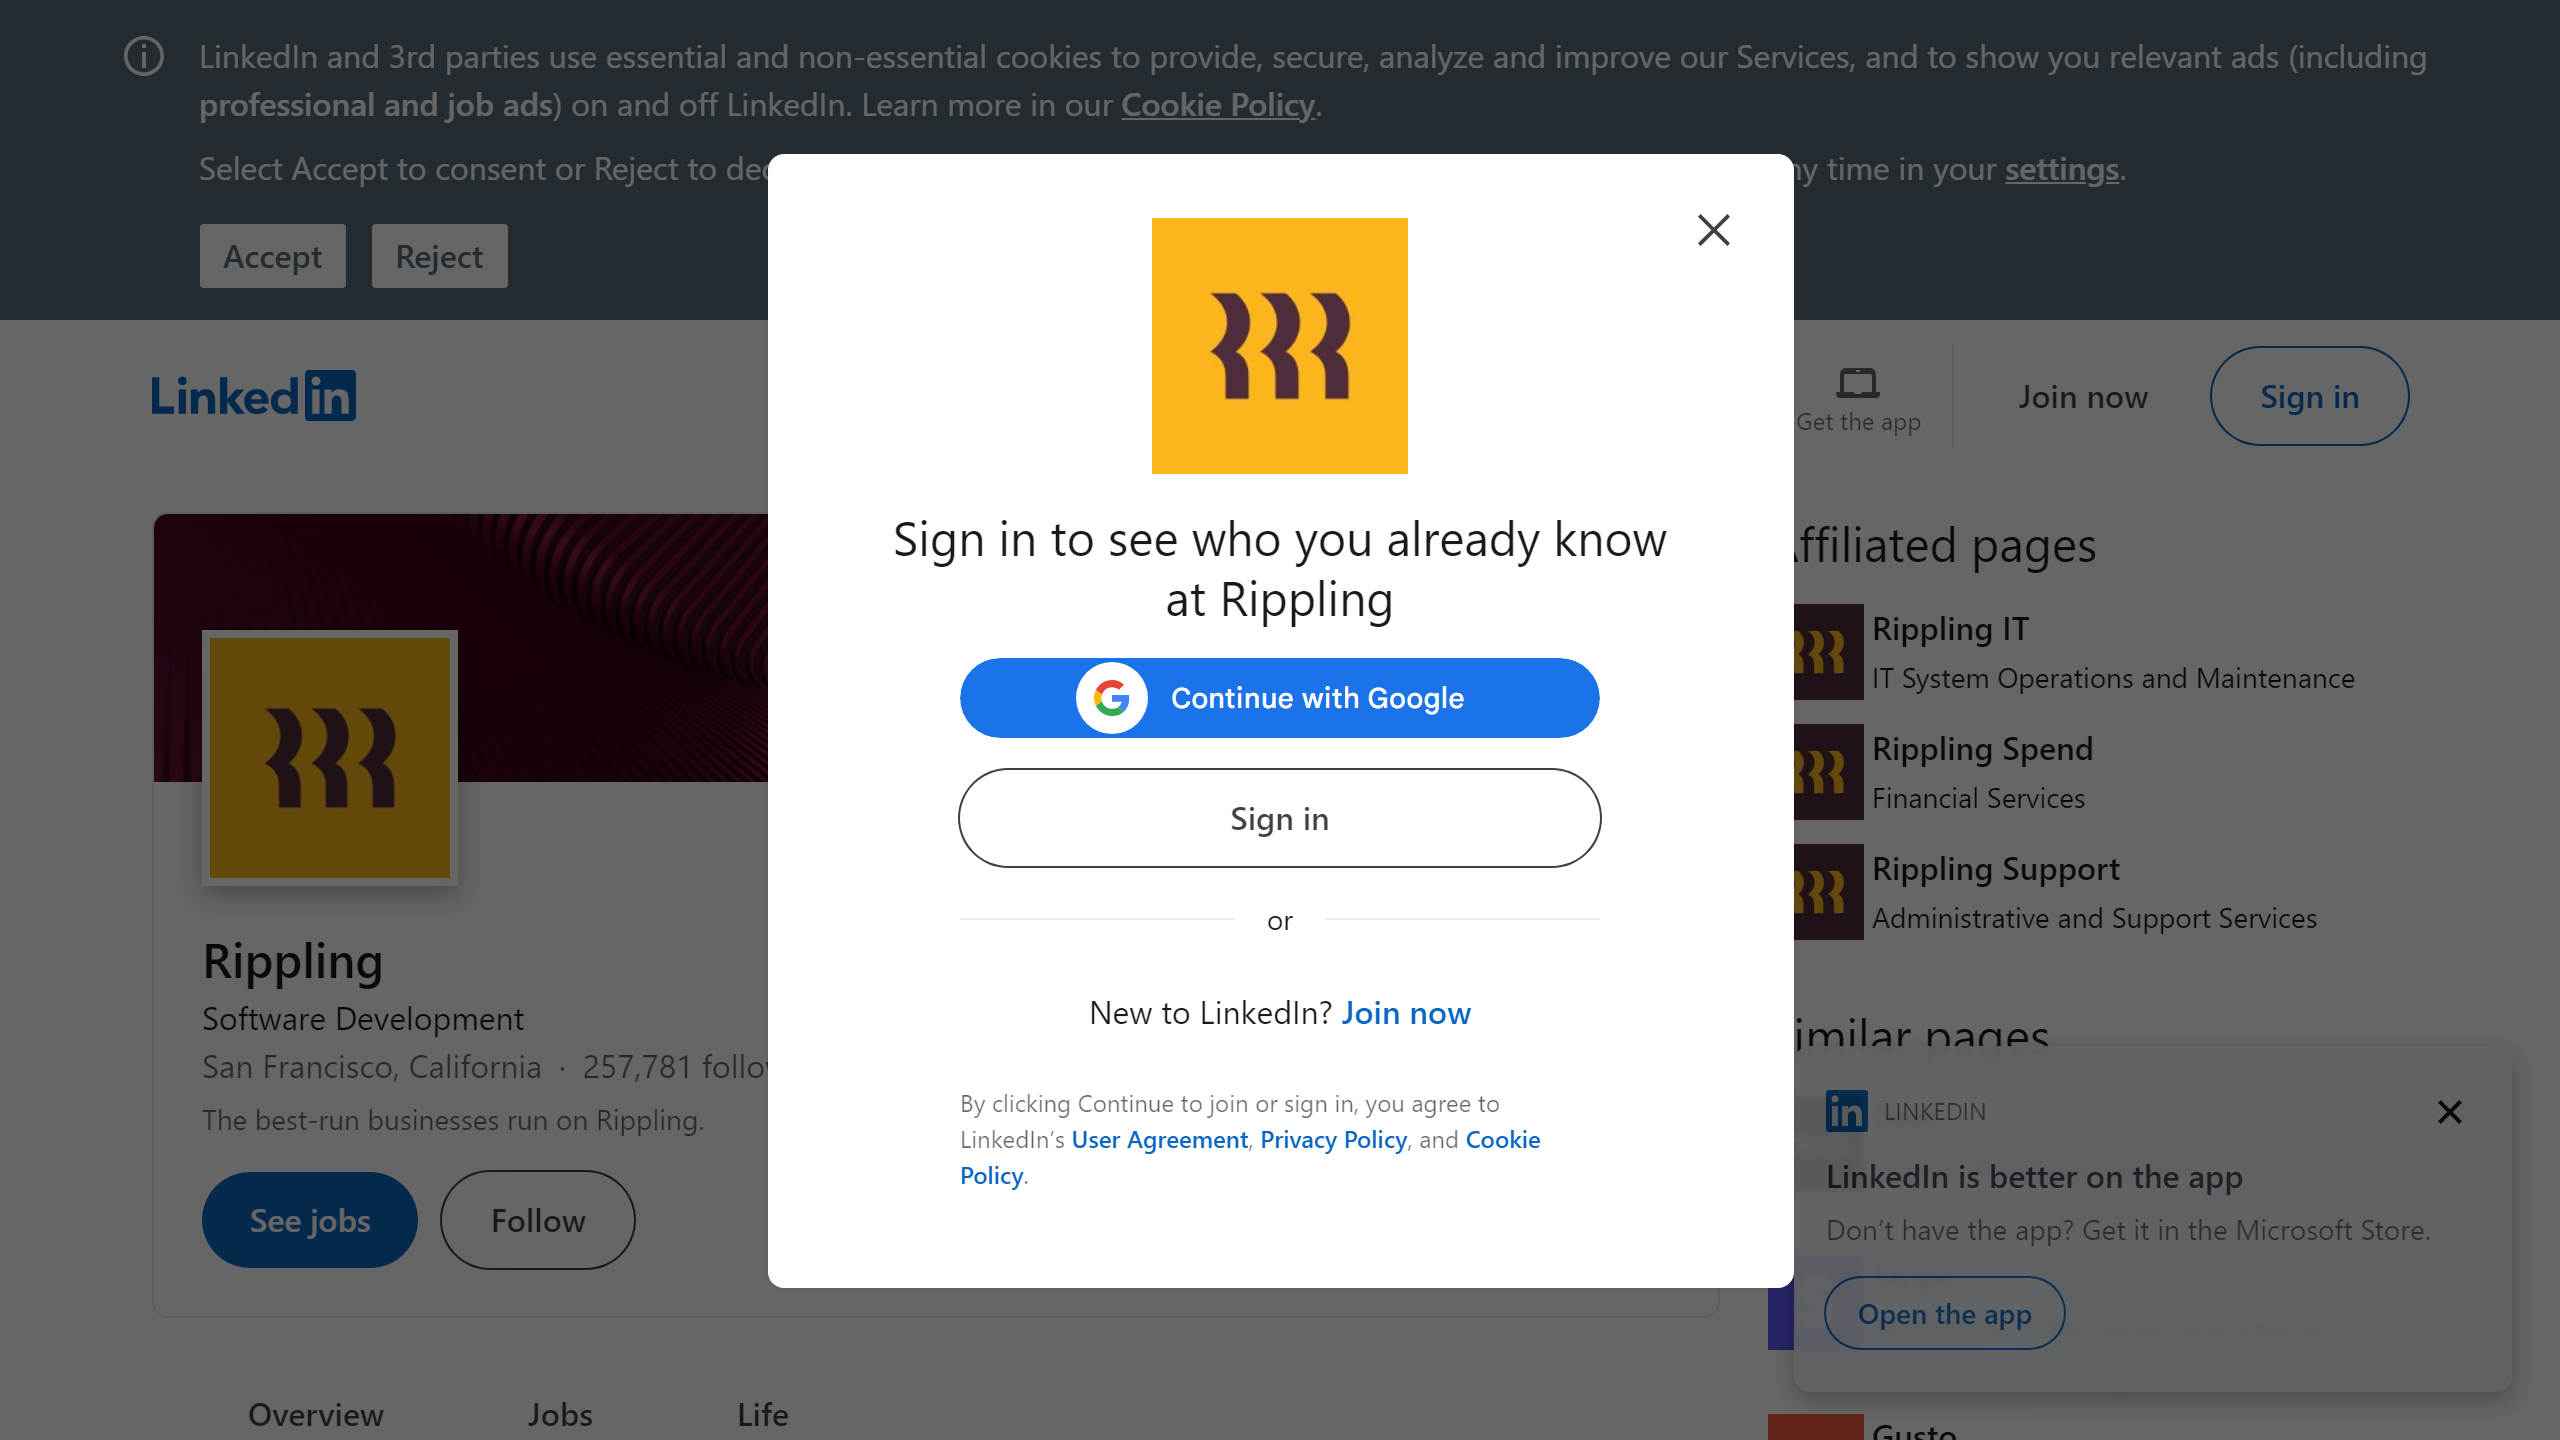 LinkedIn and 3rd parties use essential and non-essential cookies to provide, secure, analyze and improve our Services, and to show you relevant ads (including
professional and job ads) on and off LinkedIn. Learn more in our Cookie Policy.
Select Accept to consent or Reject to
time in your settings.
Accept
Reject
LinkedIn
Get the app
Join now
Sign in
Sign in to see who you already know
at Rippling
Continue with Google
Sign in
or
New to LinkedIn? Join now
By clicking Continue to join or sign in, you agree to
LinkedIn’s User Agreement, Privacy Policy, and Cookie
Policy.
Rippling
Software Development
San Francisco, California · 257,781
The best-run businesses run on Rippling.
See jobs
Follow
Overview
Jobs
Life
Affiliated pages
Rippling IT
IT System Operations and Maintenance
Rippling Spend
Financial Services
Rippling Support
Administrative and Support Services
Similar pages
in LINKEDIN
LinkedIn is better on the app
Don’t have the app? Get it in the Microsoft Store.
Open the app
Gusto